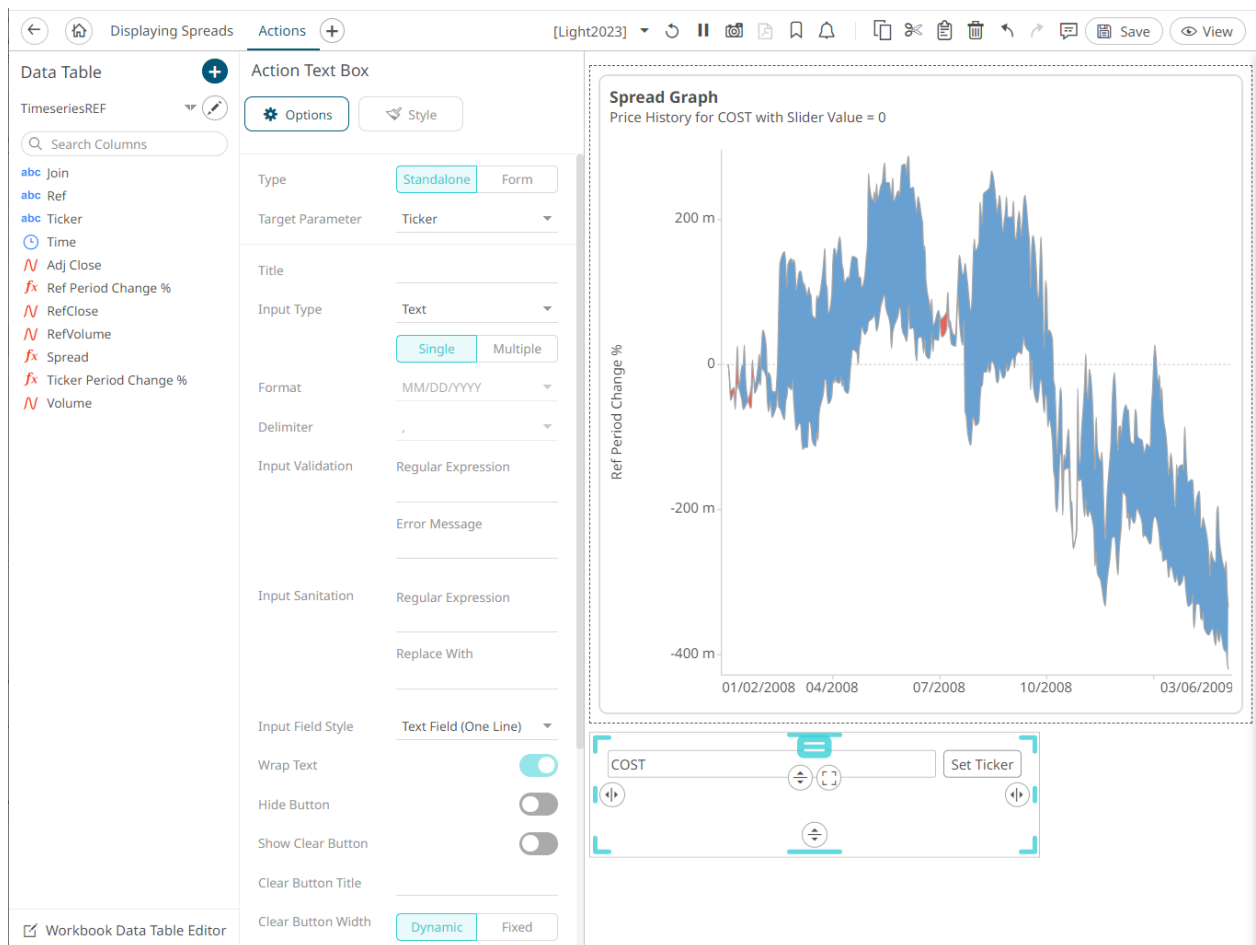 Displaying Spreads
Actions
[Light2023]
Save
View
Data Table
TimeseriesREF
Search Columns
abc Join
abc Ref
abc Ticker
Time
Adj Close
fx Ref Period Change %
RefClose
RefVolume
fx Spread
fx Ticker Period Change %
Volume
Workbook Data Table Editor
Action Text Box
Options
Style
Type
Standalone
Form
Target Parameter
Ticker
Title
Input Type
Text
Single
Multiple
Format
MM/DD/YYYY
Delimiter
,
Input Validation
Regular Expression
Error Message
Input Sanitation
Regular Expression
Replace With
Input Field Style
Text Field (One Line)
Wrap Text
Hide Button
Show Clear Button
Clear Button Title
Clear Button Width
Dynamic
Fixed
Spread Graph
Price History for COST with Slider Value = 0
Ref Period Change %
200 m
0
-200 m
-400 m
01/02/2008
04/2008
07/2008
10/2008
03/06/2009
COST
Set Ticker